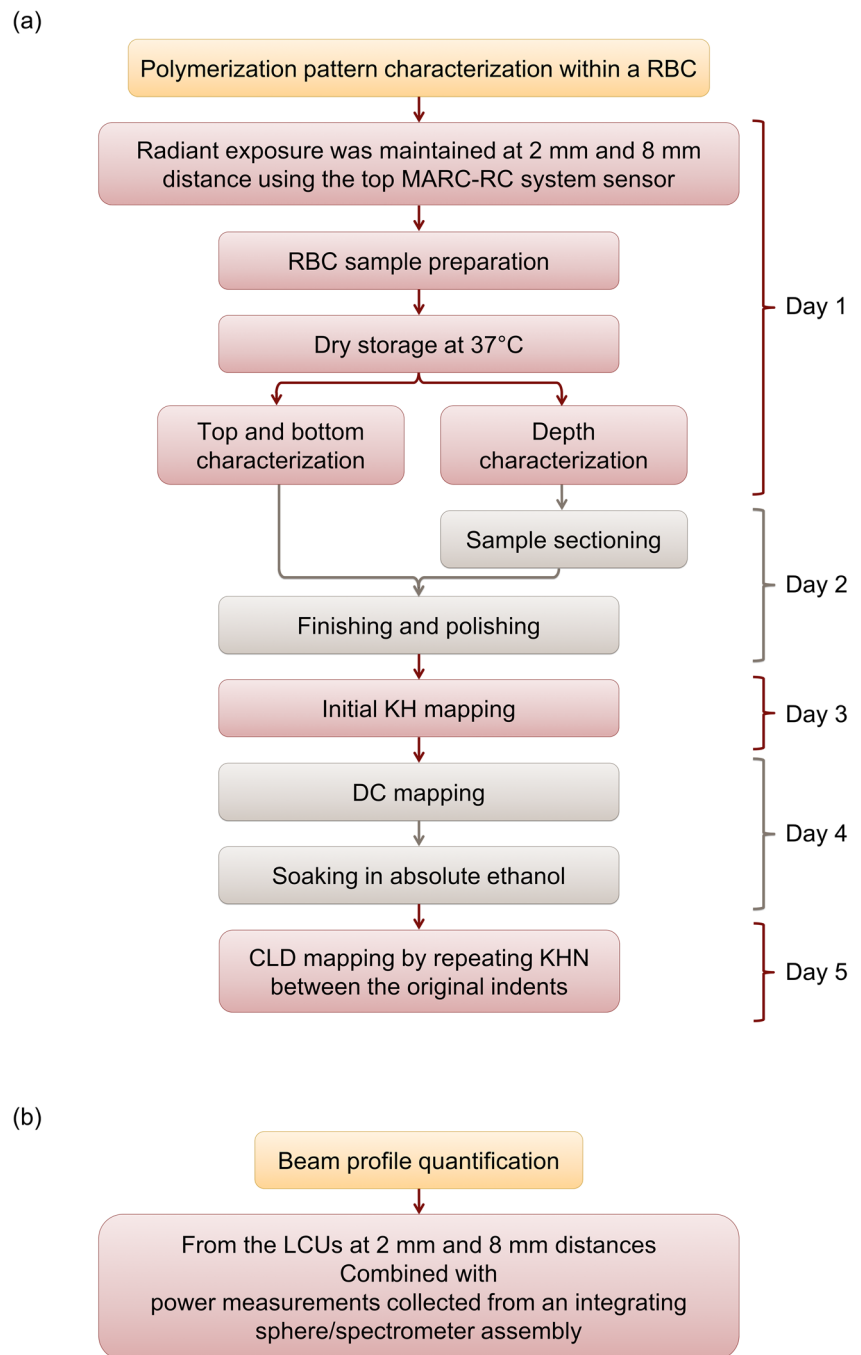 (a)
Polymerization pattern characterization within a RBC
Radiant exposure was maintained at 2 mm and 8 mm
distance using the top MARC-RC system sensor
RBC sample preparation
Dry storage at 37°C
Day 1
Top and bottom
characterization
Depth
characterization
Sample sectioning
Day 2
Finishing and polishing
Initial KH mapping
Day 3
DC mapping
Day 4
Soaking in absolute ethanol
CLD mapping by repeating KHN
between the original indents
Day 5
(b)
Beam profile quantification
From the LCUs at 2 mm and 8 mm distances
Combined with
power measurements collected from an integrating
sphere/spectrometer assembly